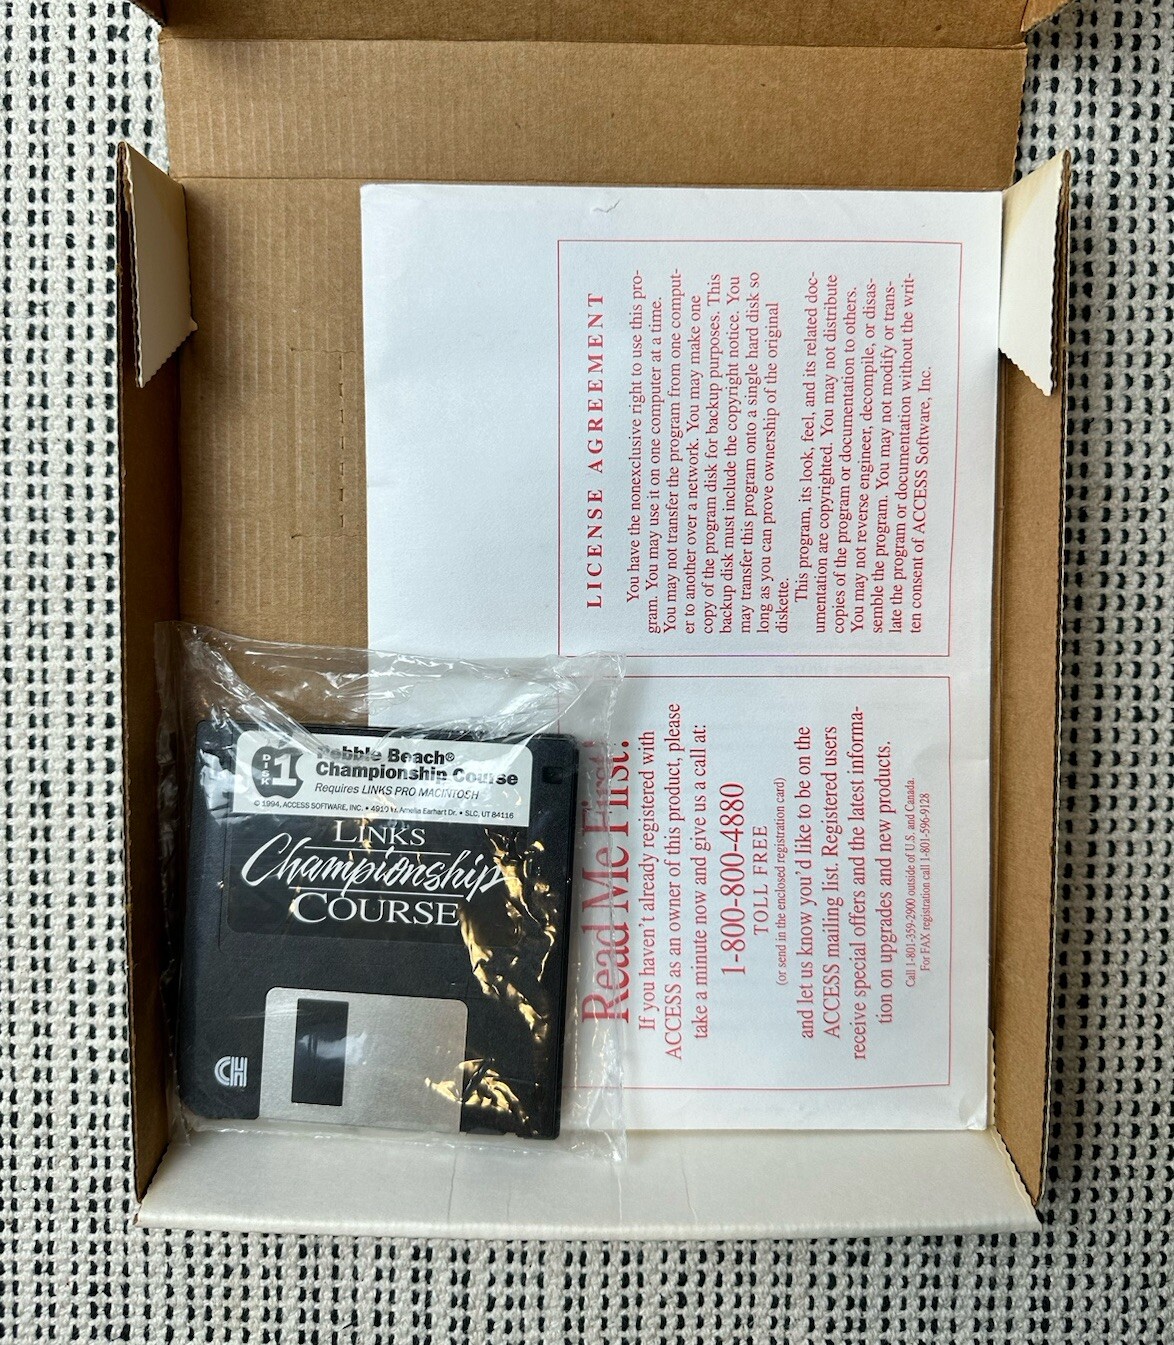 DISK 1
Pebble Beach®
Championship Course
Requires LINKS PRO MACINTOSH
© 1994, ACCESS SOFTWARE, INC. • 4910 W. Amelia Earhart Dr. • SLC, UT 84116
LINKS
Championship
COURSE
Read Me First!
If you haven't already registered with
ACCESS as an owner of this product, please
take a minute now and give us a call at:
1-800-800-4880
TOLL FREE
(or send in the enclosed registration card)
and let us know you'd like to be on the
ACCESS mailing list. Registered users
receive special offers and the latest informa-
tion on upgrades and new products.
Call 1-801-359-2900 outside of U.S. and Canada.
For FAX registration call 1-801-596-9128
LICENSE AGREEMENT
You have the nonexclusive right to use this pro-
gram. You may use it on one computer at a time.
You may not transfer the program from one comput-
er to another over a network. You may make one
copy of the program disk for backup purposes. This
backup disk must include the copyright notice. You
may transfer this program onto a single hard disk so
long as you can prove ownership of the original
diskette.
This program, its look, feel, and its related doc-
umentation are copyrighted. You may not distribute
copies of the program or documentation to others.
You may not reverse engineer, decompile, or disas-
semble the program. You may not modify or trans-
late the program or documentation without the writ-
ten consent of ACCESS Software, Inc.